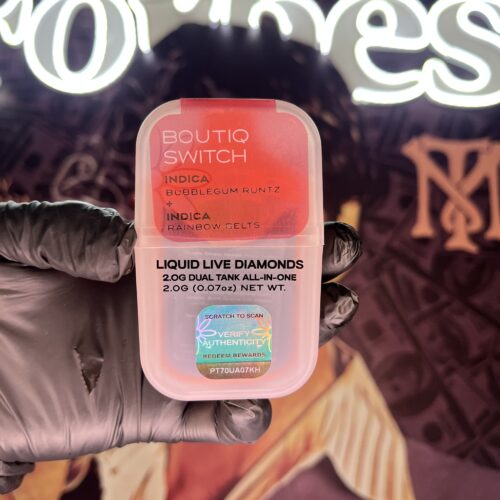 BOUTIQ
SWITCH
INDICA
BUBBLEGUM RUNTZ
+
INDICA
RAINBOW BELTS
LIQUID LIVE DIAMONDS
2.0G DUAL TANK ALL-IN-ONE
2.0G (0.07oz) NET WT.
SCRATCH TO SCAN
VERIFY
AUTHENTICITY
REDEEM REWARDS
PT70UA07KH